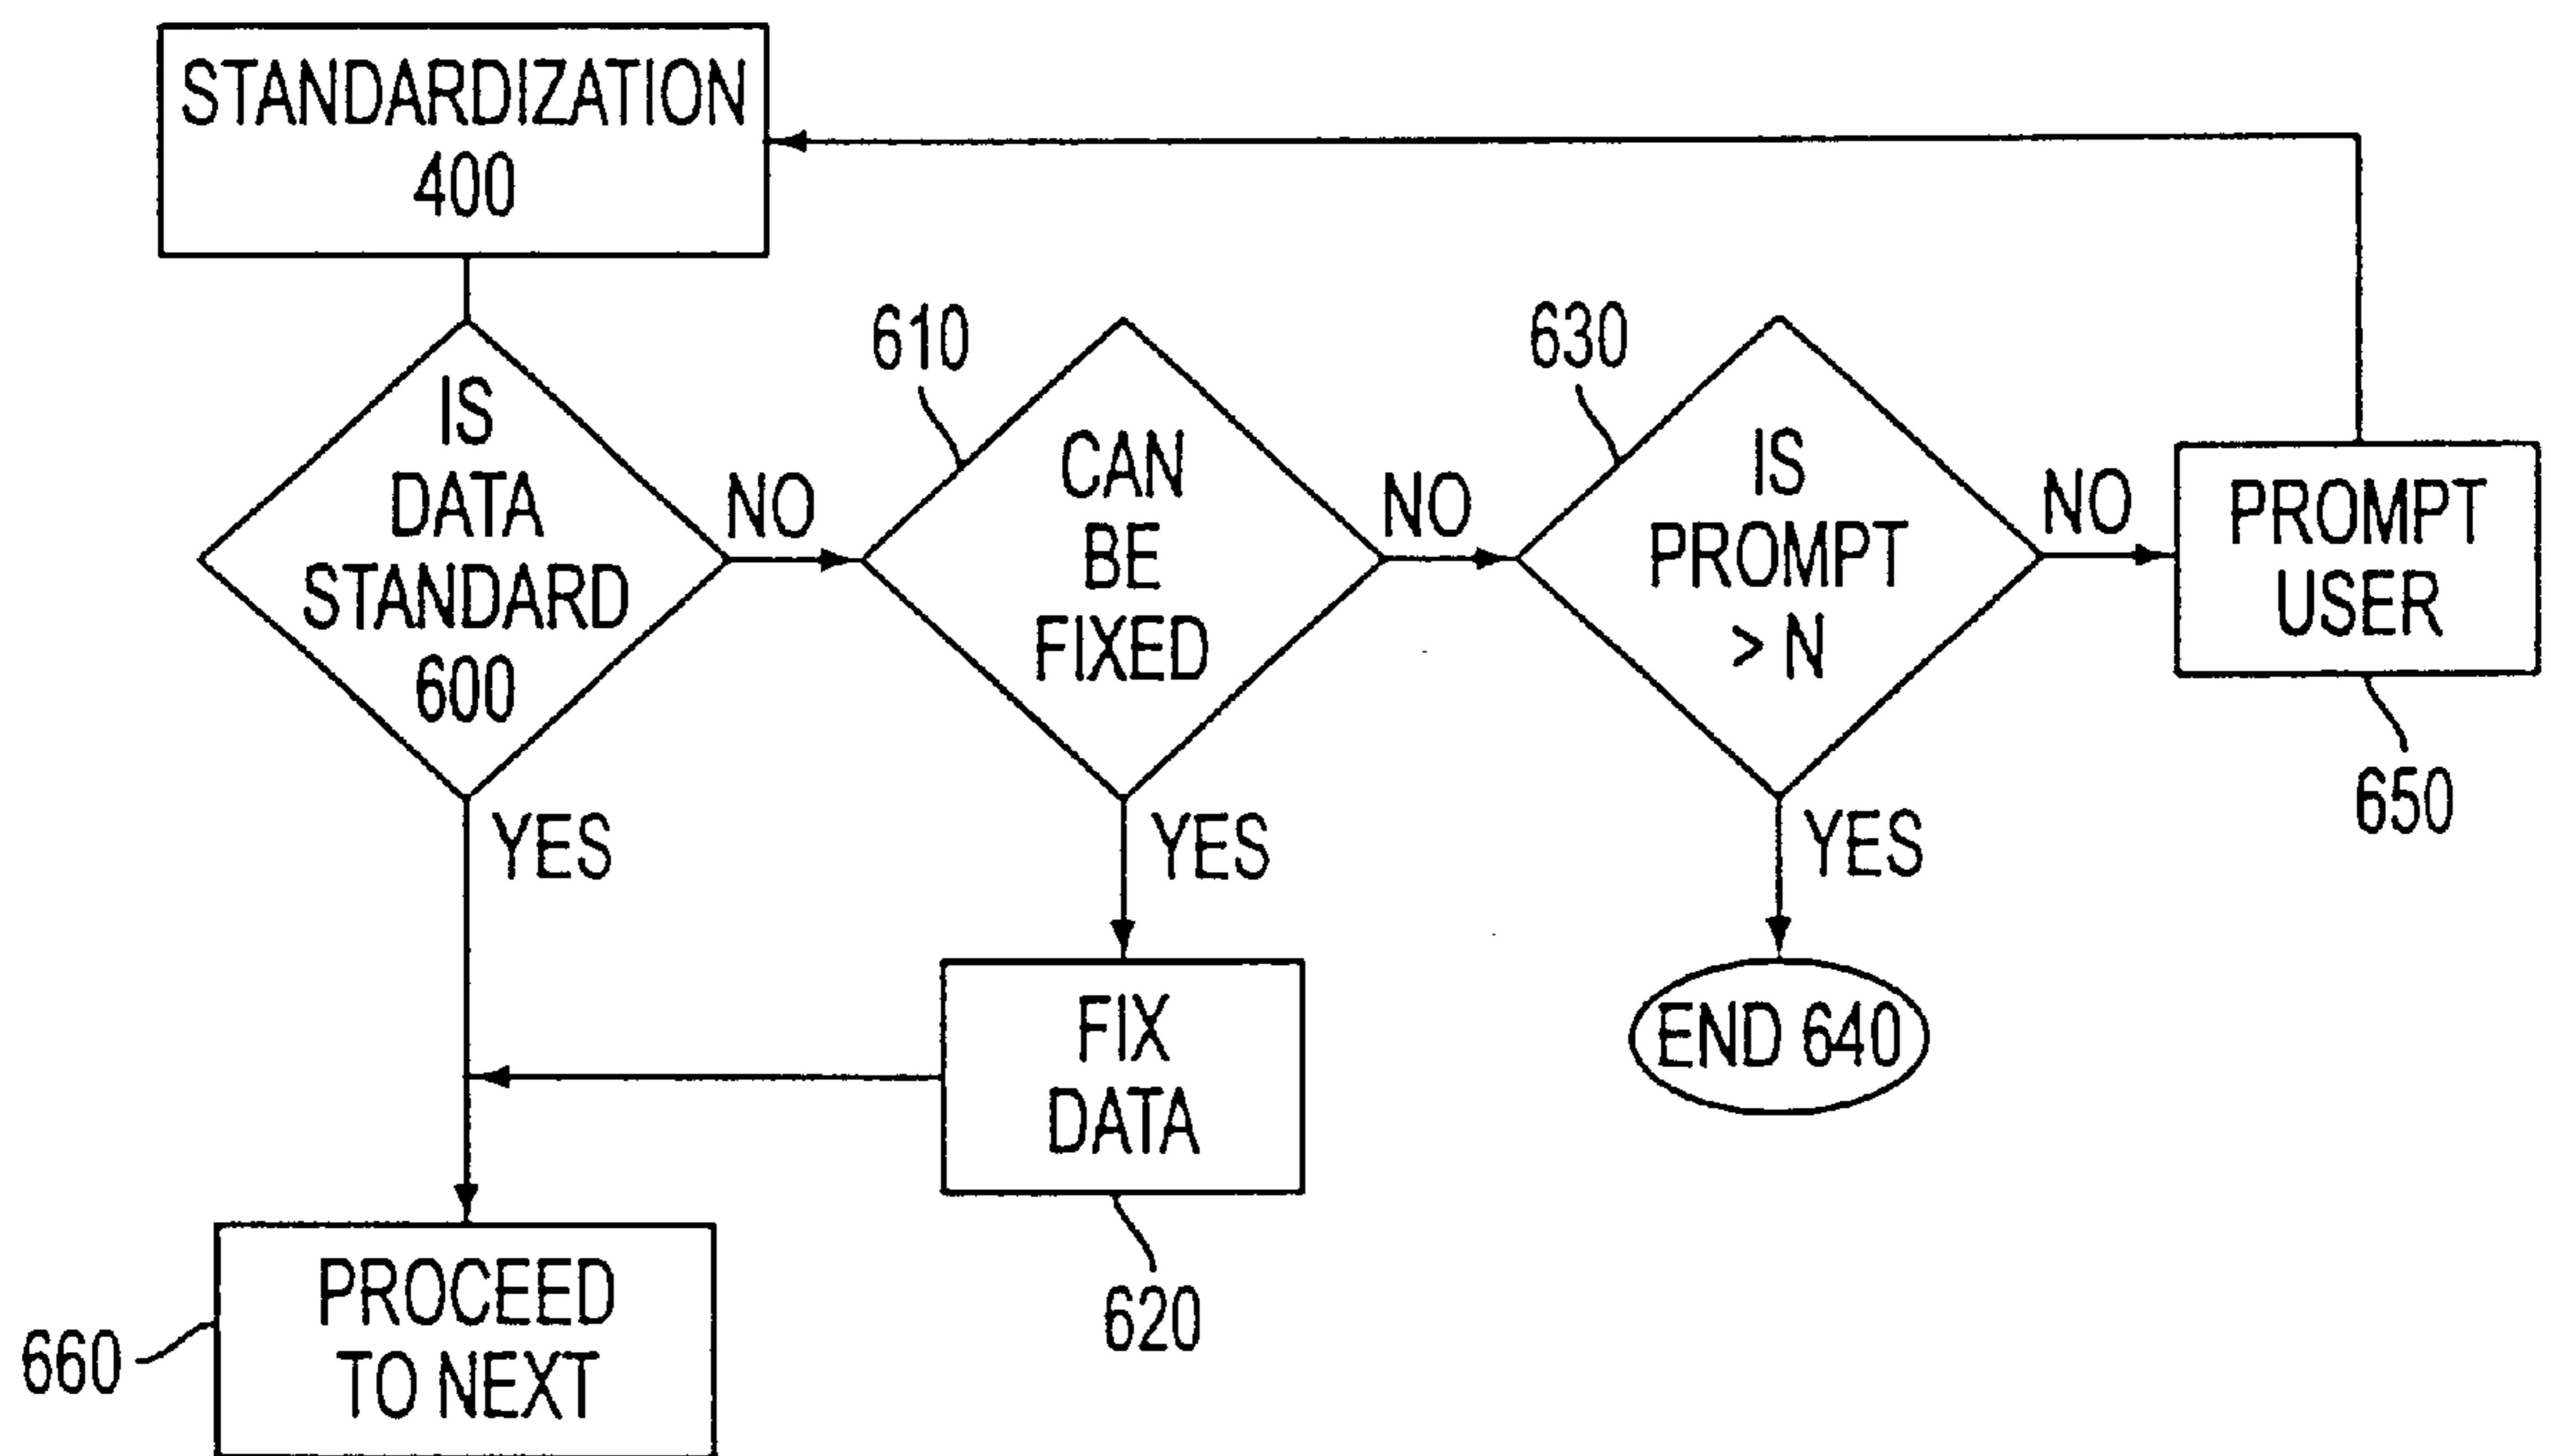 STANDARDIZATION
400
IS
DATA
STANDARD
600
NO
YES
610
CAN
BE
FIXED
NO
YES
630
IS
PROMPT
> N
NO
YES
PROMPT
USER
650
FIX
DATA
620
END 640
PROCEED
TO NEXT
660